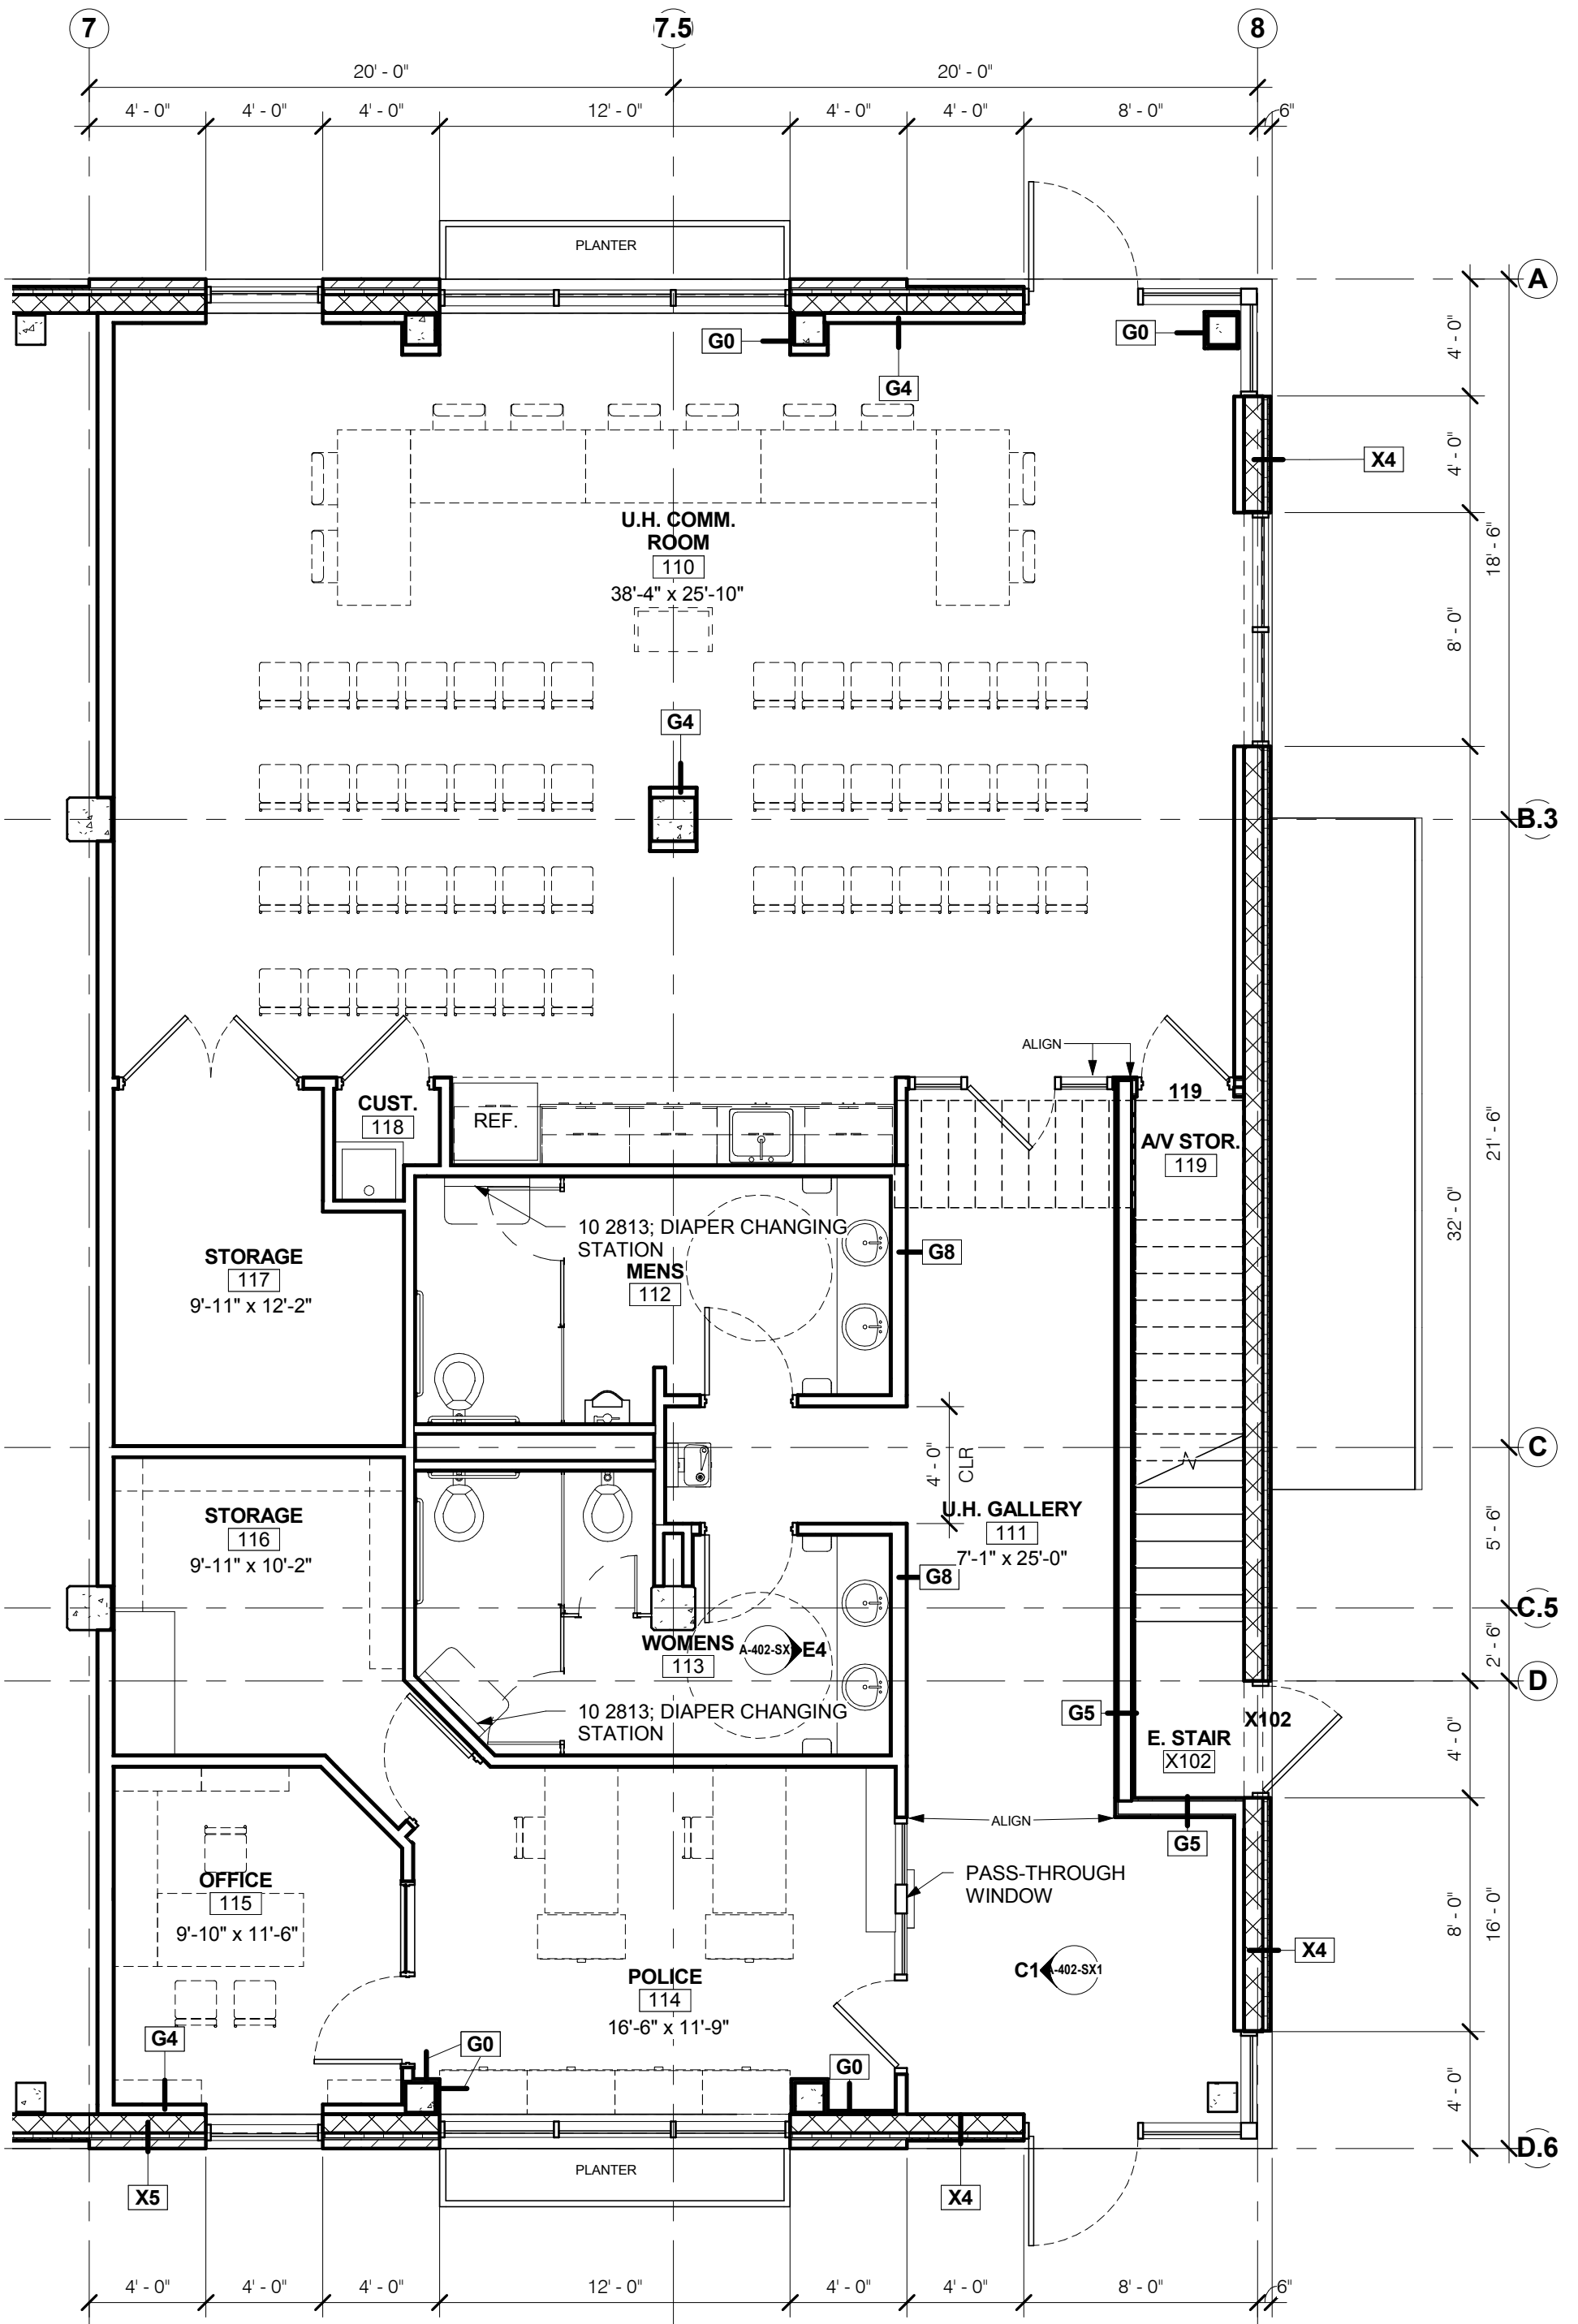 7
7.5
8
20' - 0"
20' - 0"
4' - 0"
4' - 0"
4' - 0"
12' - 0"
4' - 0"
4' - 0"
8' - 0"
6"
PLANTER
A
G0
G4
G0
4' - 0"
4' - 0"
X4
18' - 6"
U.H. COMM.
ROOM
110
38'-4" x 25'-10"
8' - 0"
G4
B.3
ALIGN
CUST.
118
REF.
119
A/V STOR.
119
21' - 6"
32' - 0"
10 2813; DIAPER CHANGING
STATION
MENS
112
G8
STORAGE
117
9'-11" x 12'-2"
C
4' - 0"
CLR
STORAGE
116
9'-11" x 10'-2"
U.H. GALLERY
111
7'-1" x 25'-0"
5' - 6"
G8
C.5
WOMENS
113
A-402-SX
E4
2' - 6"
D
10 2813; DIAPER CHANGING
STATION
G5
X102
E. STAIR
X102
4' - 0"
ALIGN
G5
PASS-THROUGH
WINDOW
OFFICE
115
9'-10" x 11'-6"
8' - 0"
16' - 0"
X4
C1
A-402-SX1
POLICE
114
16'-6" x 11'-9"
G4
G0
G0
4' - 0"
D.6
PLANTER
X5
X4
4' - 0"
4' - 0"
4' - 0"
12' - 0"
4' - 0"
4' - 0"
8' - 0"
6"